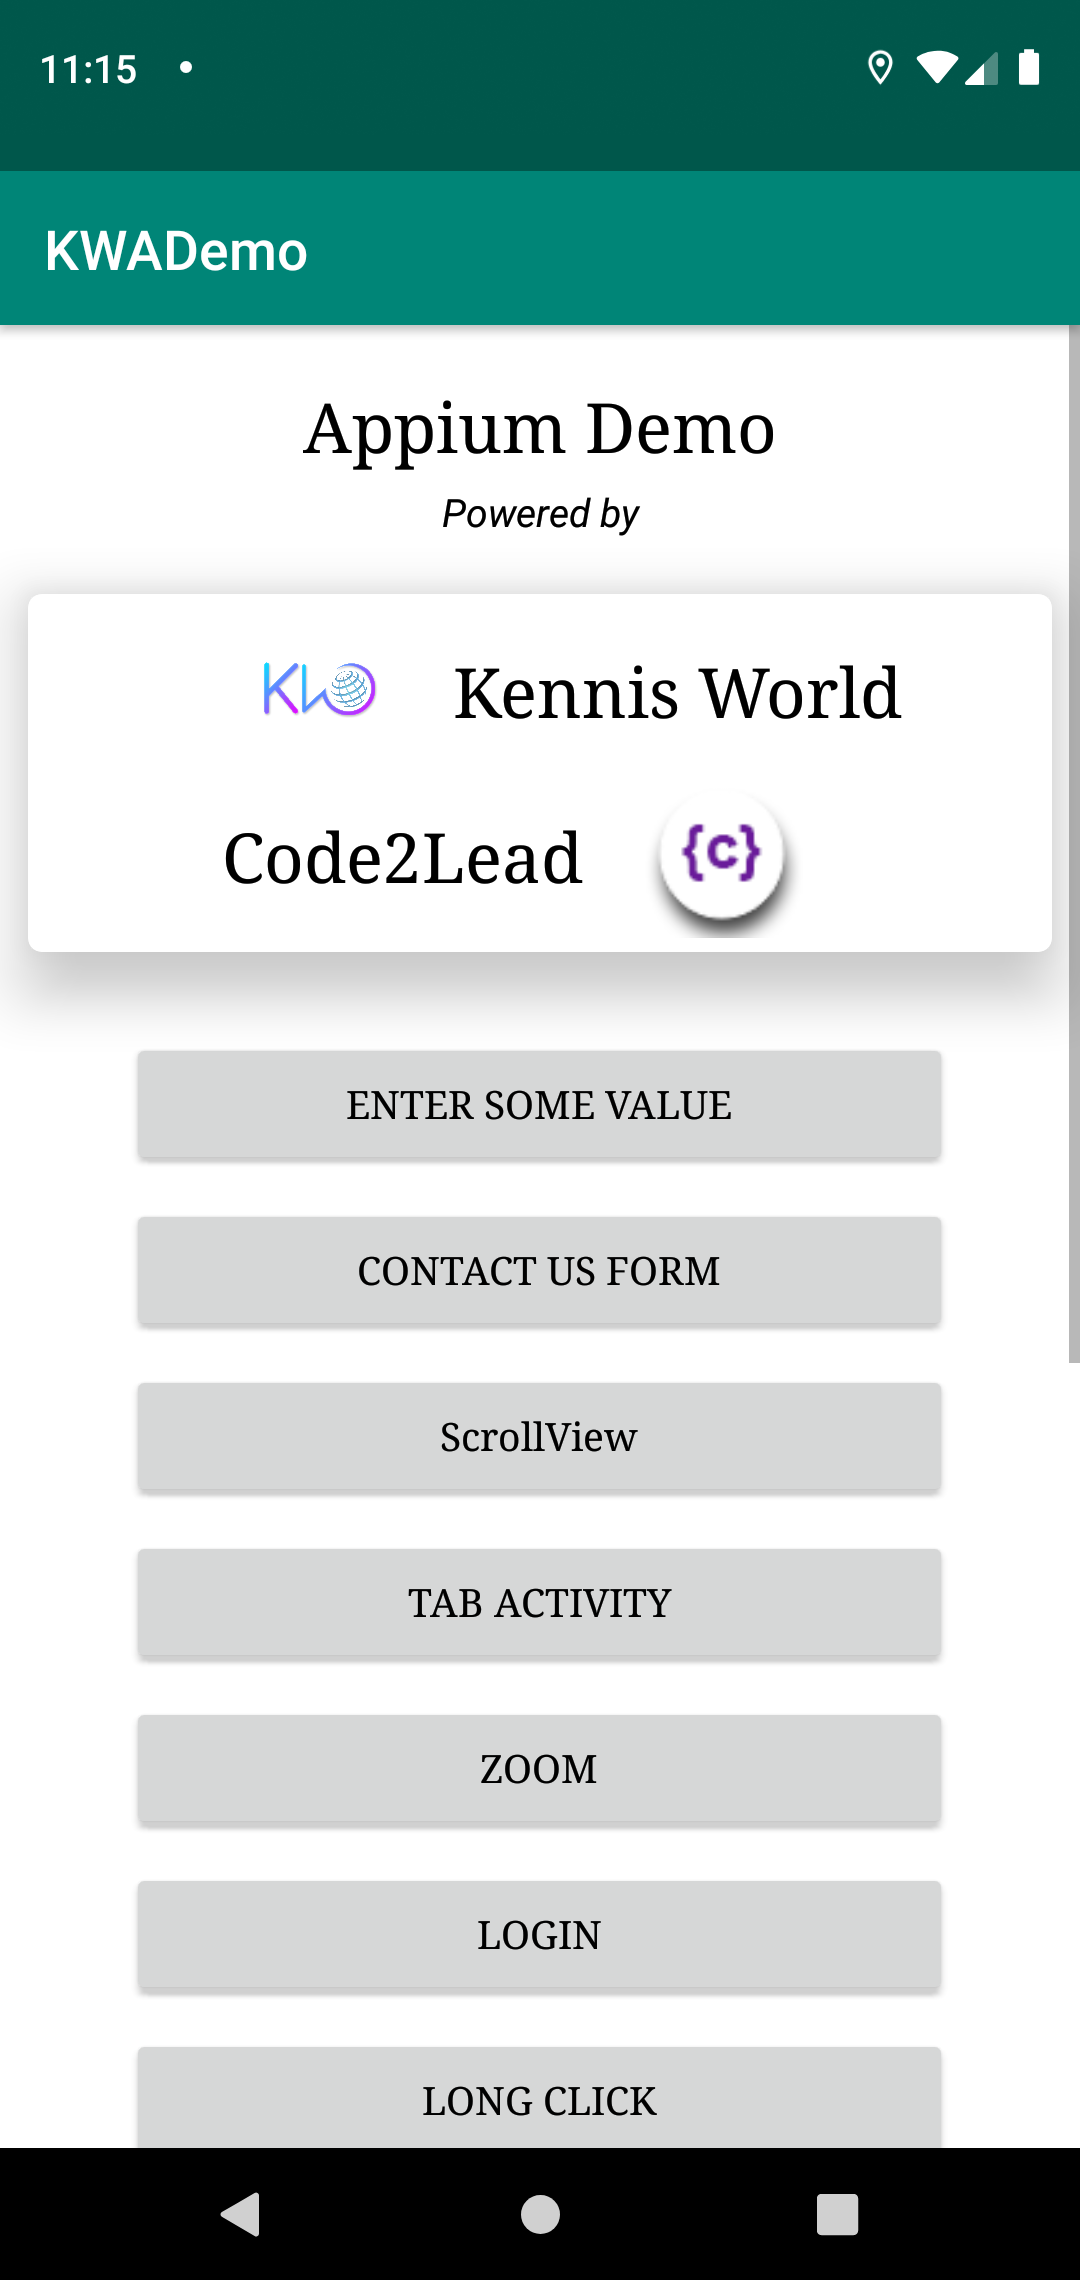 11:15
KWADemo
Appium Demo
Powered by
Kennis World
Code2Lead
{c}
ENTER SOME VALUE
CONTACT US FORM
ScrollView
TAB ACTIVITY
ZOOM
LOGIN
LONG CLICK